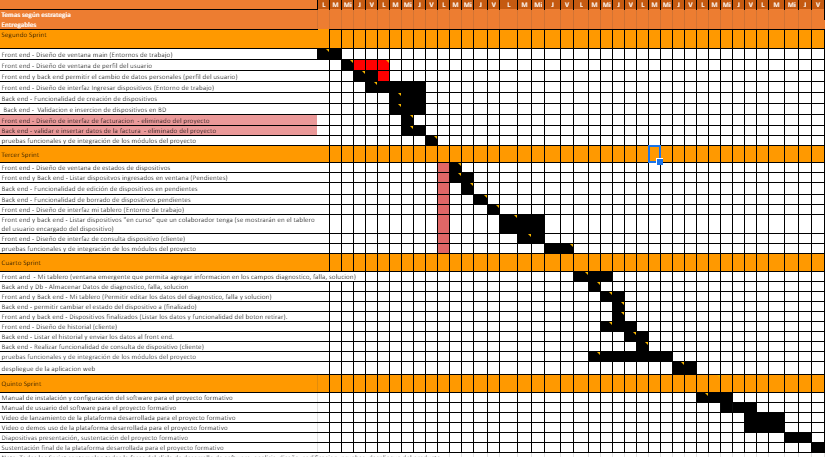 L M Mi J V L M Mi J V L M Mi J V L M Mi J V L M Mi J V L M Mi J V L M Mi J V L M Mi J V
Temas según estrategia
Entregables
Segundo Sprint
Front end - Diseño de ventana main (Entornos de trabajo)
Front end - Diseño de ventana de perfil del usuario
Front end y back end permitir el cambio de datos personales (perfil del usuario)
Front end - Diseño de interfaz ingresar dispositivos (Entorno de trabajo)
Back end - Funcionalidad de creación de dispositivos
Back end - Validacion e insercion de dispositivos en BD
Front end - Diseño de interfaz de facturacion - eliminado del proyecto
Back end - validar e insertar datos de la factura - eliminado del proyecto
pruebas funcionales y de integración de los módulos del proyecto
Tercer Sprint
Front end - Diseño de ventana de estados de dispositivos
Front end y Back end - Listar dispositivos ingresados en ventana (Pendientes)
Back end - Funcionalidad de edición de dispositivos en pendientes
Back end - Funcionalidad de borrado de dispositivos pendientes
Front end - Diseño de interfaz mi tablero (Entorno de trabajo)
Front end y back end - Listar dispositivos "en curso" que un colaborador tenga (se mostrarán en el tablero
del usuario encargado del dispositivo)
Front end - Diseño de interfaz de consulta dispositivo (cliente)
pruebas funcionales y de integración de los módulos del proyecto
Cuarto Sprint
Front and - Mi tablero (ventana emergente que permita agregar informacion en los campos diagnostico, falla, solucion)
Back and y Db - Almacenar Datos de diagnostico, falla, solucion
Front and y Back end - Mi tablero (Permitir editar los datos del diagnostico, falla y solucion)
Back end - permitir cambiar el estado del dispositivo a (finalizado)
Front and y back end - Dispositivos finalizados (Listar los datos y funcionalidad del boton retirar).
Front end - Diseño de historial (cliente)
Back end - Listar el historial y enviar los datos al front end.
Back end - Realizar funcionalidad de consulta de dispositivo (cliente)
pruebas funcionales y de integración de los módulos del proyecto
despliegue de la aplicacion web
Quinto Sprint
Manual de instalación y configuración del software para el proyecto formativo
Manual de usuario del software para el proyecto formativo
Video de lanzamiento de la plataforma desarrollada para el proyecto formativo
Video o demos uso de la plataforma desarrollada para el proyecto formativo
Diapositivas presentación, sustentación del proyecto formativo
Sustentación final de la plataforma desarrollada para el proyecto formativo